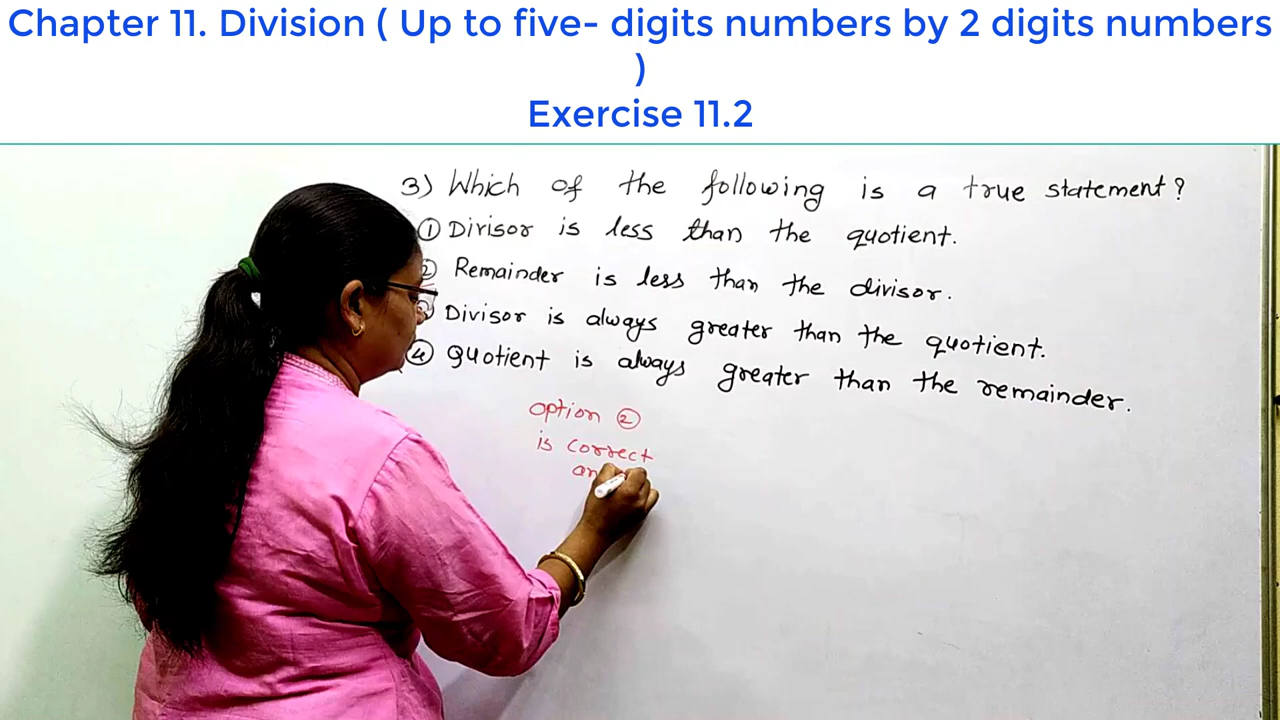 Chapter 11. Division ( Up to five- digits numbers by 2 digits numbers
)
Exercise 11.2
3) Which of the following is a true statement?
① Divisor is less than the quotient.
② Remainder is less than the divisor.
Divisor is always greater than the quotient.
④ Quotient is always greater than the remainder.
option ②
is correct